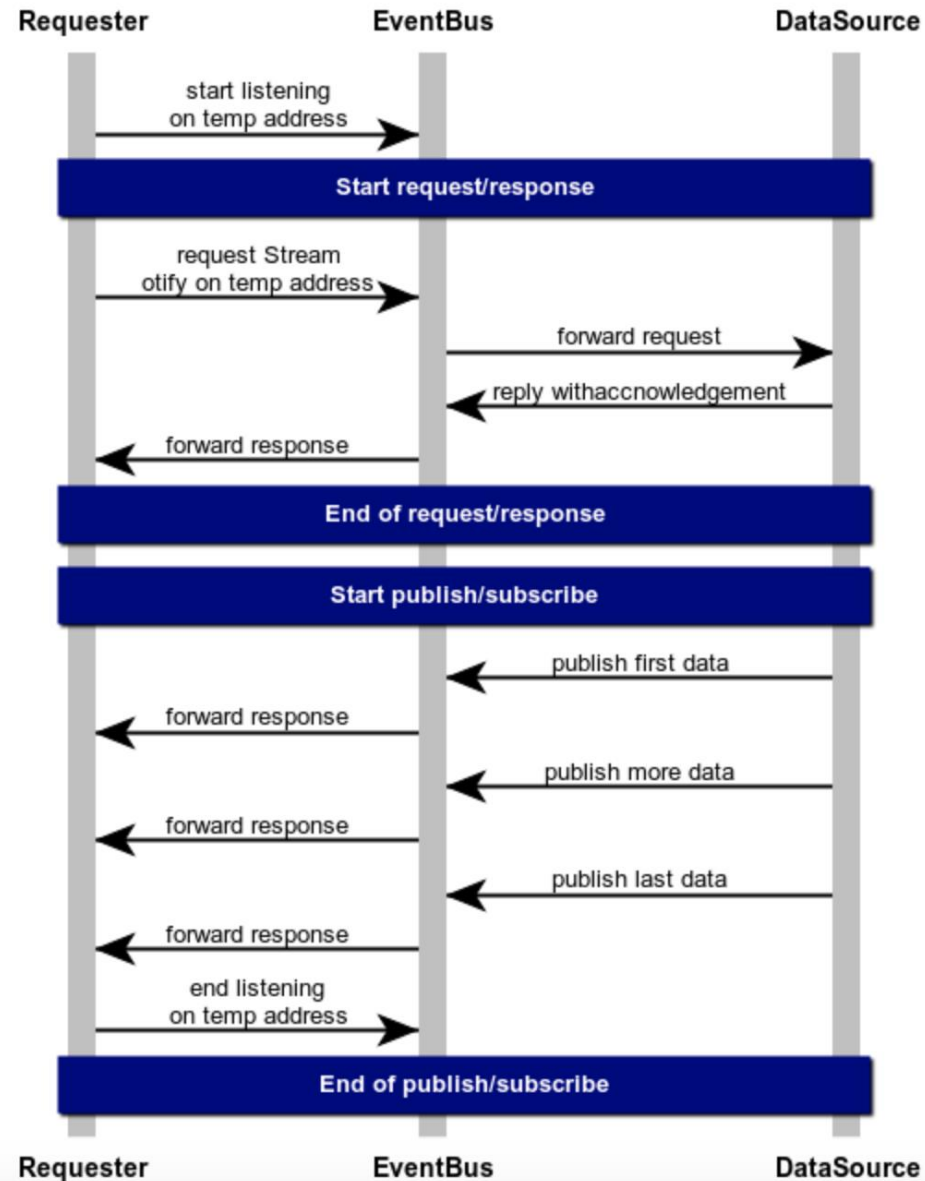 Requester EventBus DataSource
start listening
on temp address
Start request/response
request Stream
otify on temp address
forward request
reply withaccnowledgement
forward response
End of request/response
Start publish/subscribe
publish first data
forward response
publish more data
forward response
publish last data
forward response
end listening
on temp address
End of publish/subscribe
Requester EventBus DataSource